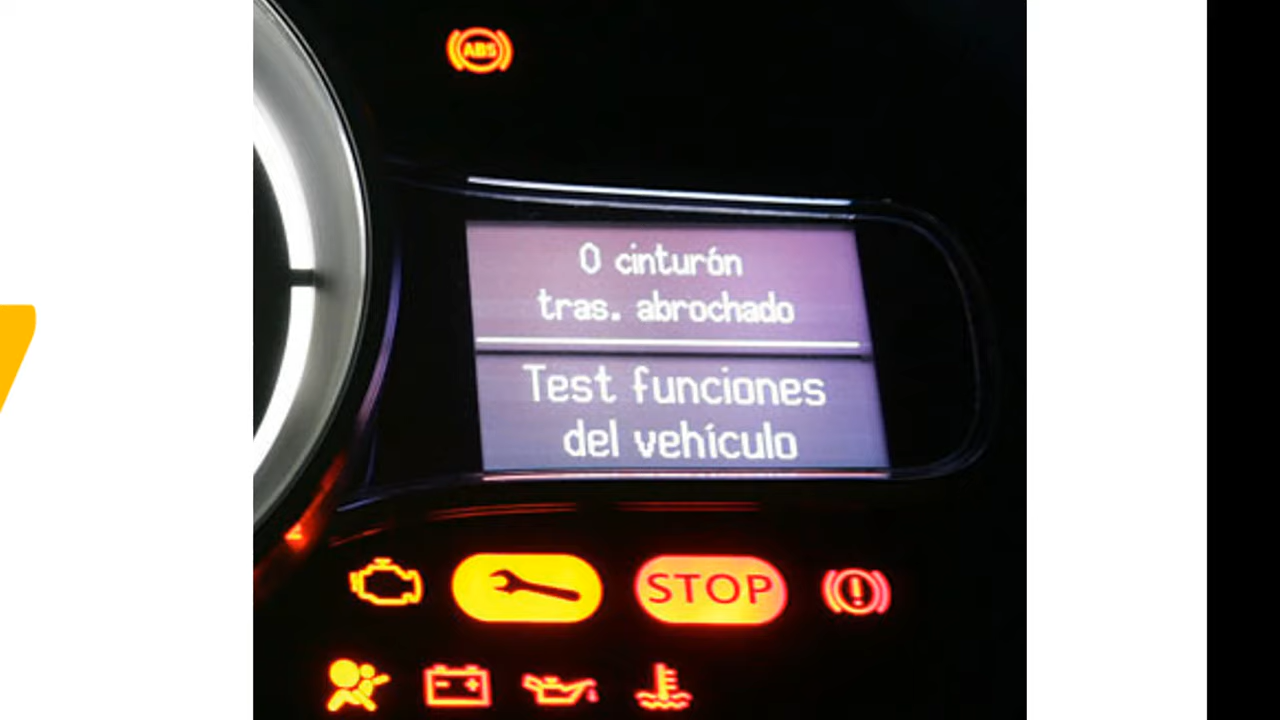 ABS
0 cinturón
tras. abrochado
Test funciones
del vehículo
STOP